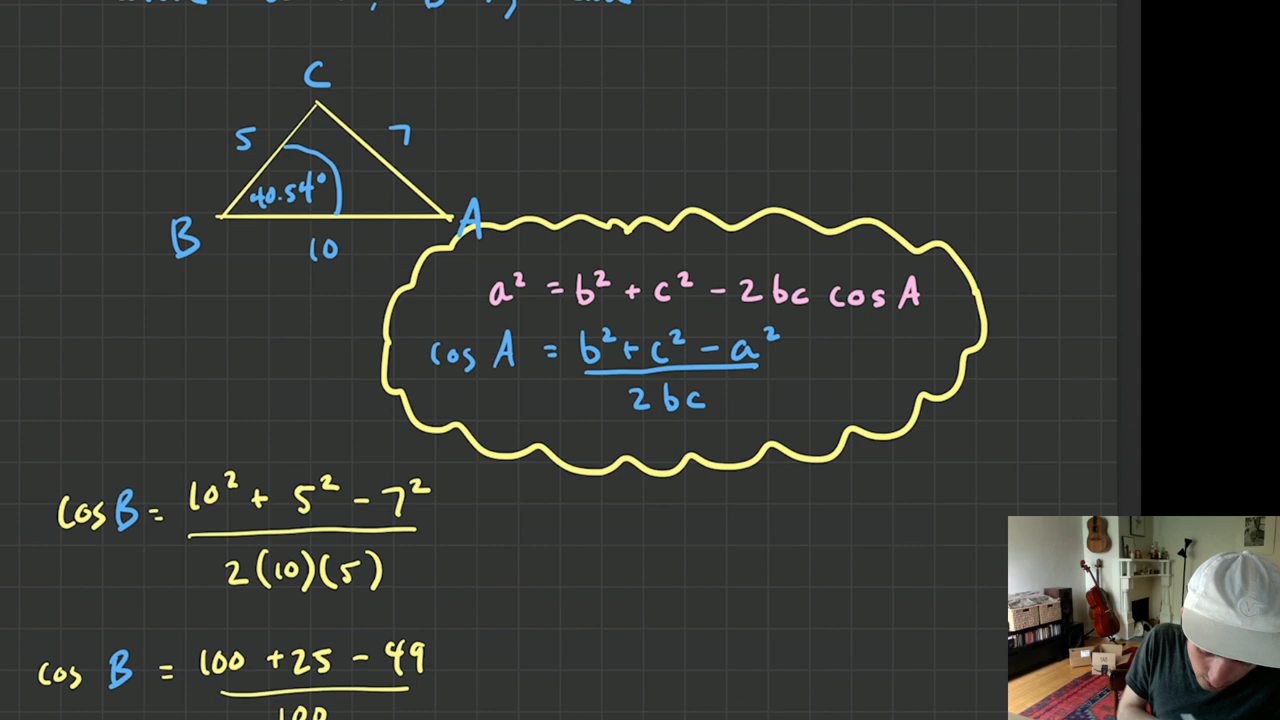 C
5
7
40.54°
B
A
10
a² = b² + c² - 2bc cos A
cos A = b² + c² - a²
2bc
cos B = 10² + 5² - 7²
2(10)(5)
cos B = 100 + 25 - 49
100